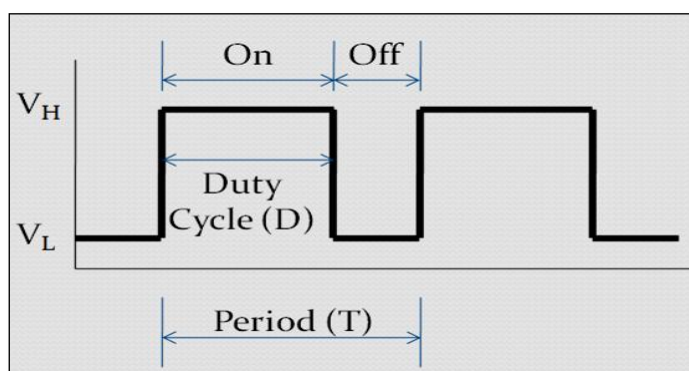 On Off
V_H
Duty
Cycle (D)
V_L
Period (T)